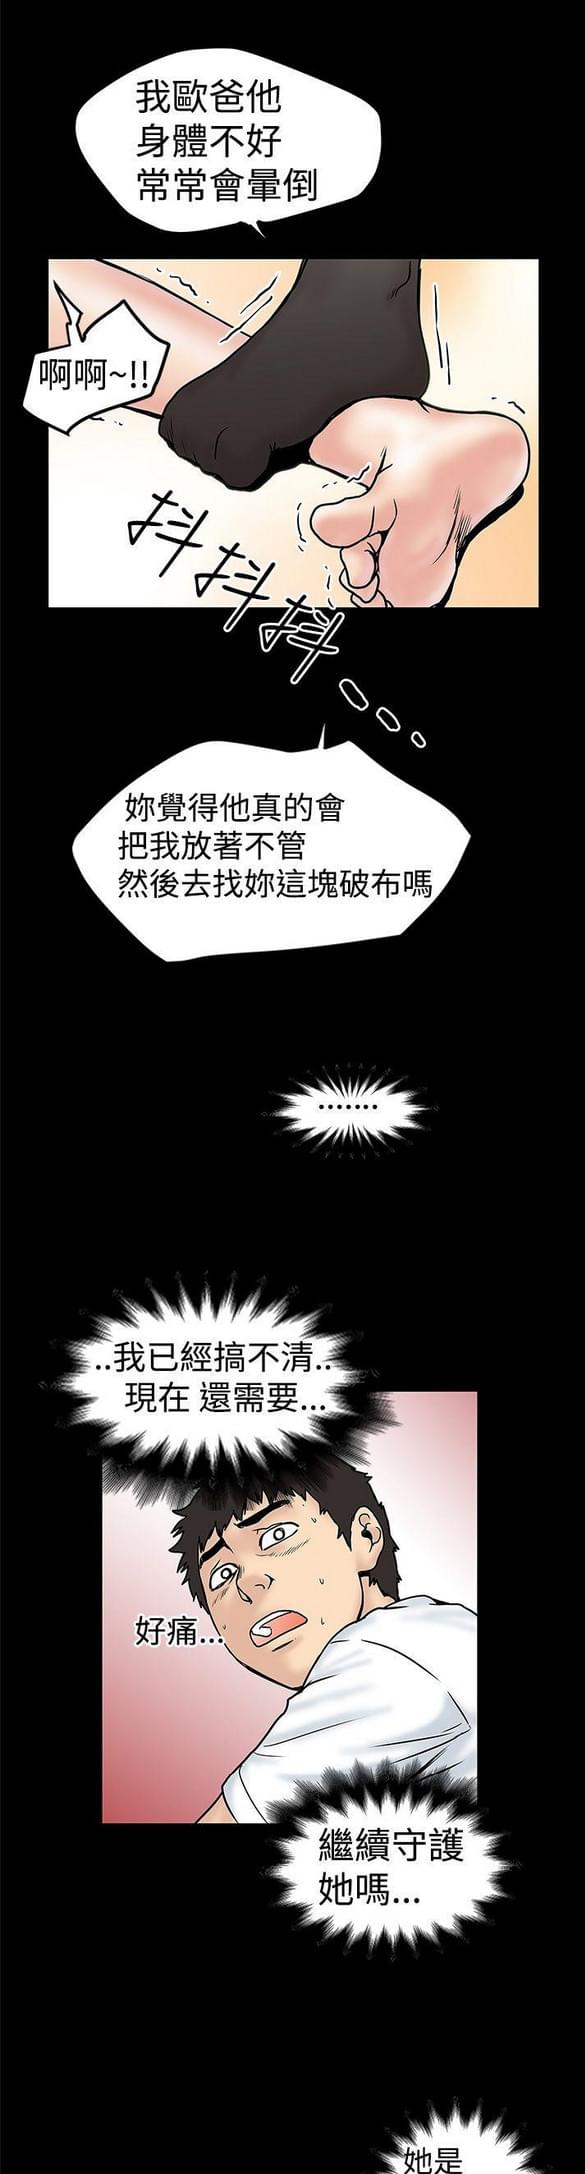 我歐爸他
身體不好
常常會暈倒
啊啊~!!
抖抖抖...
妳覺得他真的會
把我放著不管
然後去找妳這塊破布嗎
.......
..我已經搞不清..
現在 還需要...
好痛...
繼續守護
她嗎...
她是